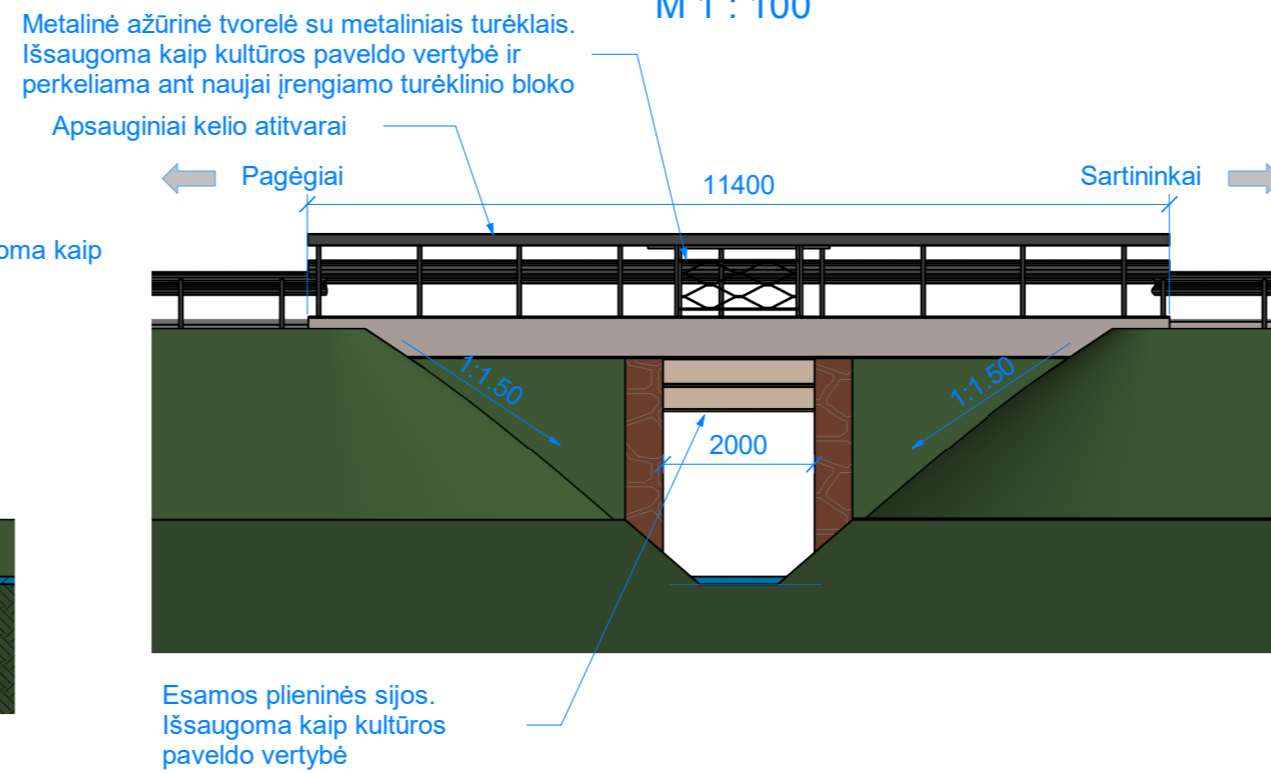 M 1 : 100
Metalinė ažūrinė tvorelė su metaliniais turėklais.
Išsaugoma kaip kultūros paveldo vertybė ir
perkeliama ant naujai įrengiamo turėklinio bloko
Apsauginiai kelio atitvarai
Pagėgiai
11400
Sartininkai
oma kaip
1:1.50
1:1.50
2000
Esamos plieninės sijos.
Išsaugoma kaip kultūros
paveldo vertybė